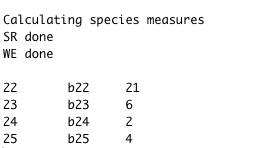 Calculating species measures
SR done
WE done
22 b22 21
23 b23 6
24 b24 2
25 b25 4